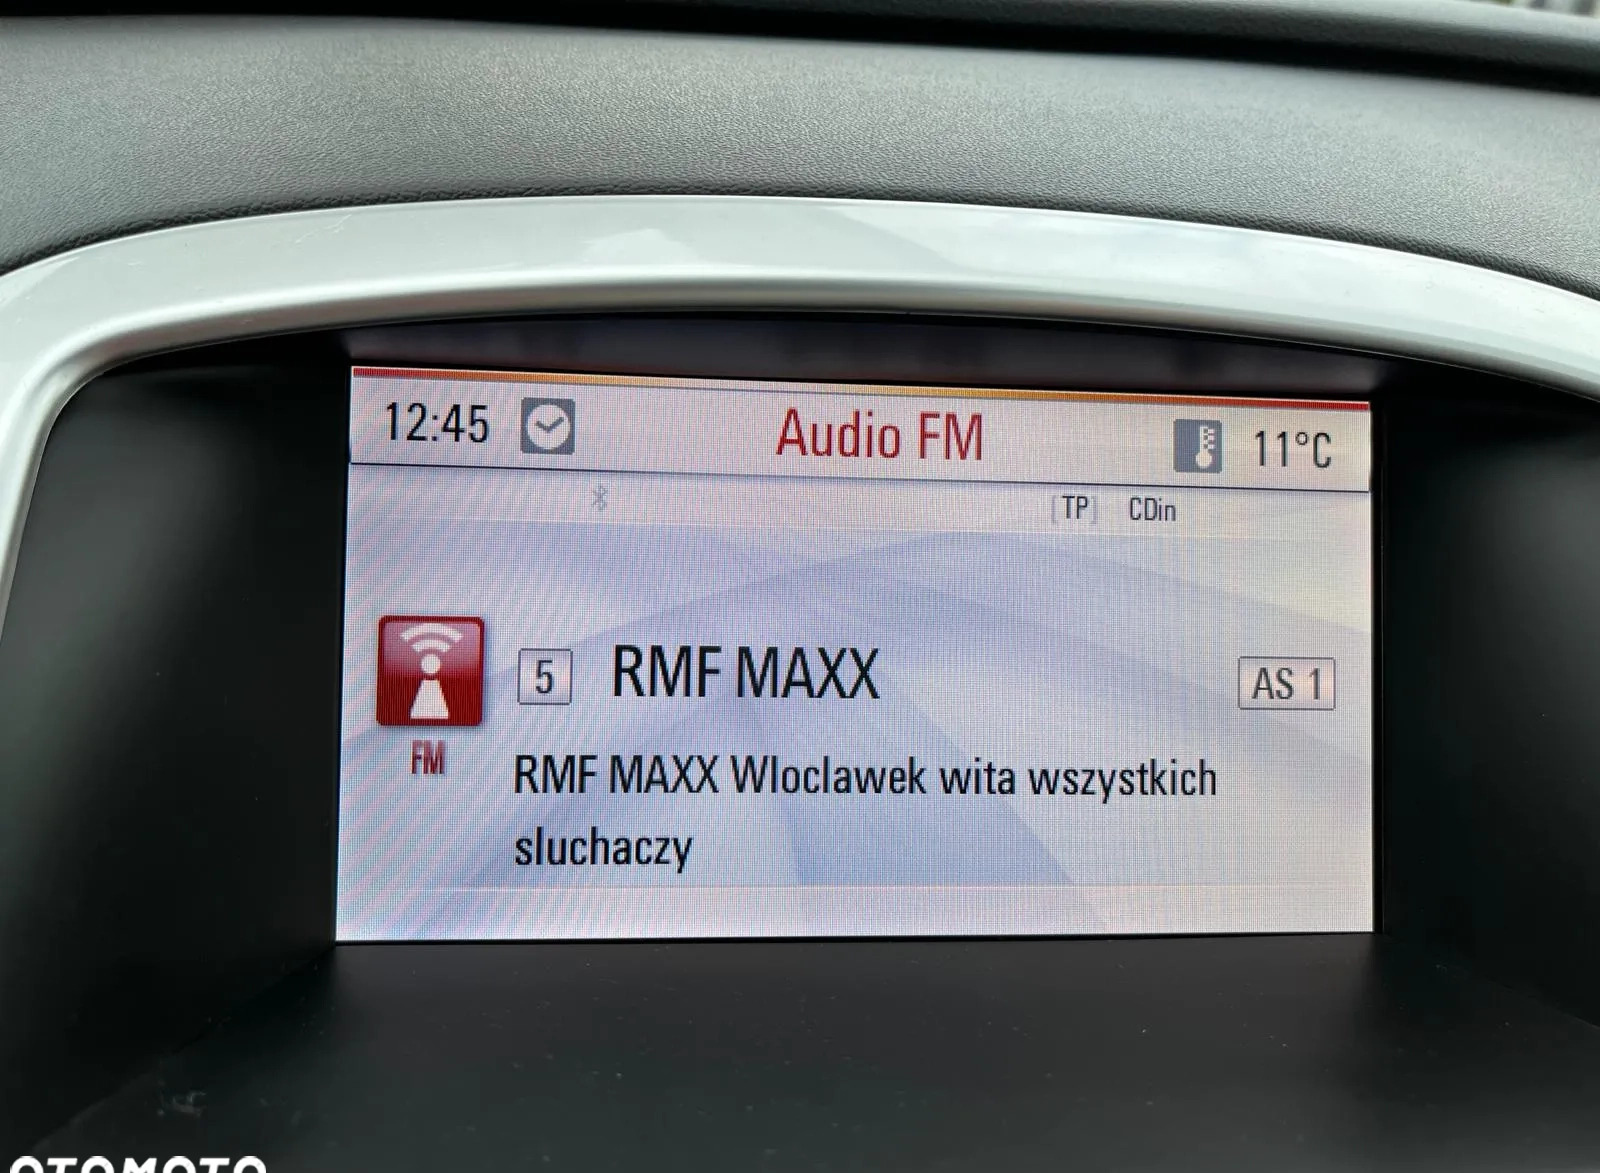 12:45 Audio FM 11°C
[TP] CDin
5 RMF MAXX AS 1
FM
RMF MAXX Wloclawek wita wszystkich
sluchaczy
OTOMOTO